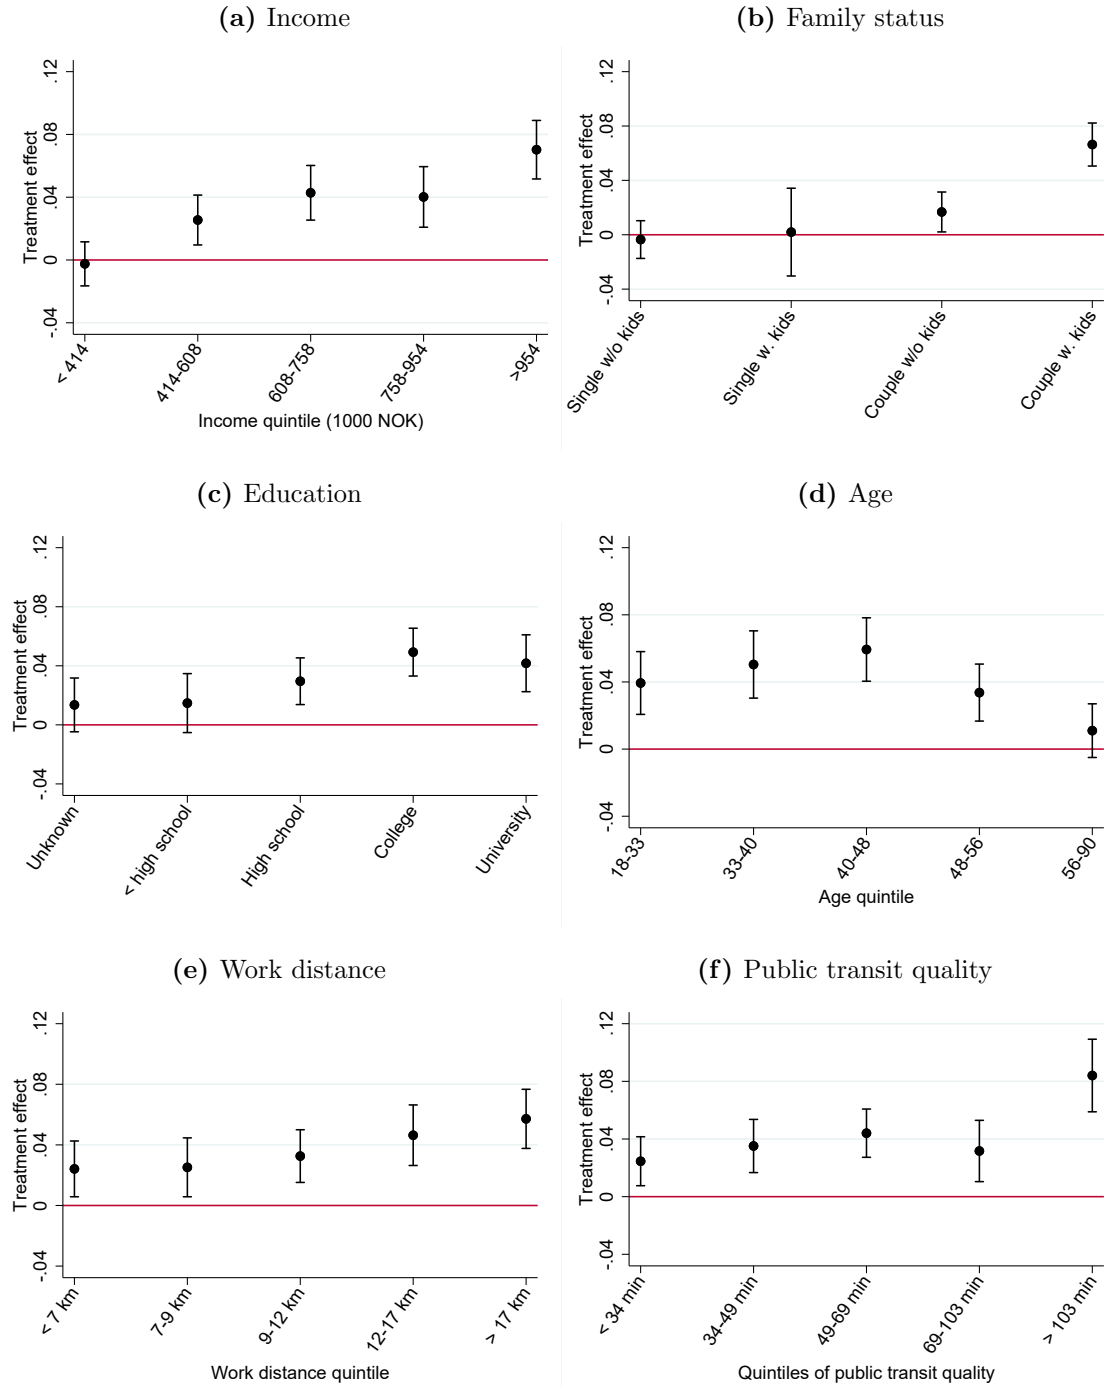 (a) Income
Treatment effect
-.04 0 .04 .08 .12
< 414 414-608 608-758 758-954 >954
Income quintile (1000 NOK)
(b) Family status
Treatment effect
-.04 0 .04 .08 .12
Single w/o kids Single w. kids Couple w/o kids Couple w. kids
(c) Education
Treatment effect
-.04 0 .04 .08 .12
Unknown < high school High school College University
(d) Age
Treatment effect
-.04 0 .04 .08 .12
18-33 33-40 40-48 48-56 56-90
Age quintile
(e) Work distance
Treatment effect
-.04 0 .04 .08 .12
< 7 km 7-9 km 9-12 km 12-17 km > 17 km
Work distance quintile
(f) Public transit quality
Treatment effect
-.04 0 .04 .08 .12
< 34 min 34-49 min 49-69 min 69-103 min > 103 min
Quintiles of public transit quality